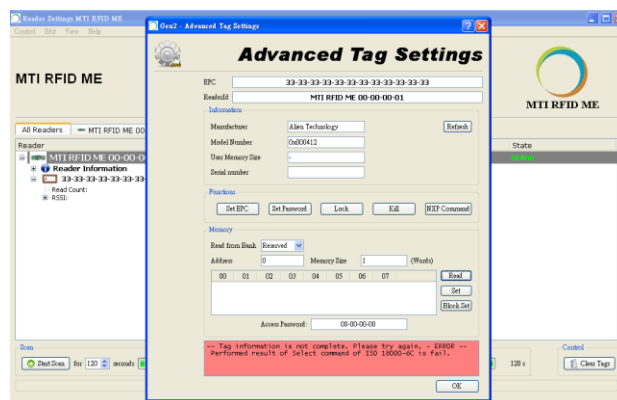 Reader Settings MTI RFID ME
Control Edit View Help
MTI RFID ME
MTI RFID ME
All Readers MTI RFID ME 00
Reader State
MTI RFID ME 00-00-0
Reader Information
33-33-33-33-33-33-33-
Read Count:
RSSI:
Scan
Start Scan for 120 seconds
120 s
Control
Clear Tags
Gen2 - Advanced Tag Settings
Advanced Tag Settings
EPC 33-33-33-33-33-33-33-33-33-33-33-33
ReaderId MTI RFID ME 00-00-00-01
Information
Manufacturer Alien Technology Refresh
Model Number 0x000412
User Memory Size -
Serial number
Functions
Set EPC Set Password Lock Kill NXP Command
Memory
Read from Bank Reserved
Address 0 Memory Size 1 (Words)
00 01 02 03 04 05 06 07 Read
Set
Block Set
Access Password: 00-00-00-00
-- Tag information is not complete. Please try again. - ERROR --
Performed result of Select command of ISO 18000-6C is fail.
OK